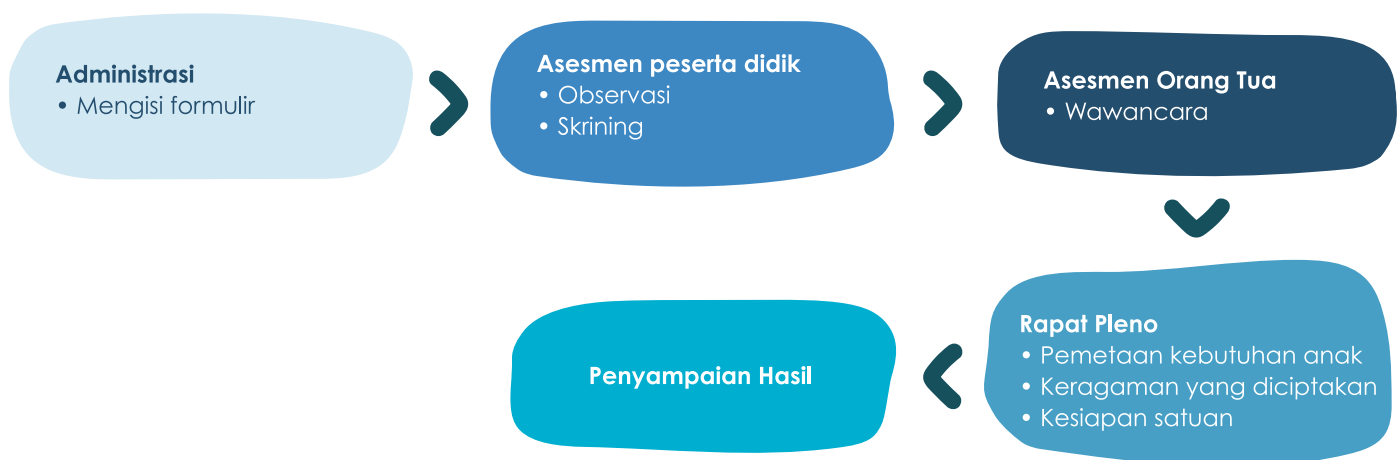 Administrasi
• Mengisi formulir
Asesmen peserta didik
• Observasi
• Skrining
Asesmen Orang Tua
• Wawancara
Rapat Pleno
• Pemetaan kebutuhan anak
• Keragaman yang diciptakan
• Kesiapan satuan
Penyampaian Hasil